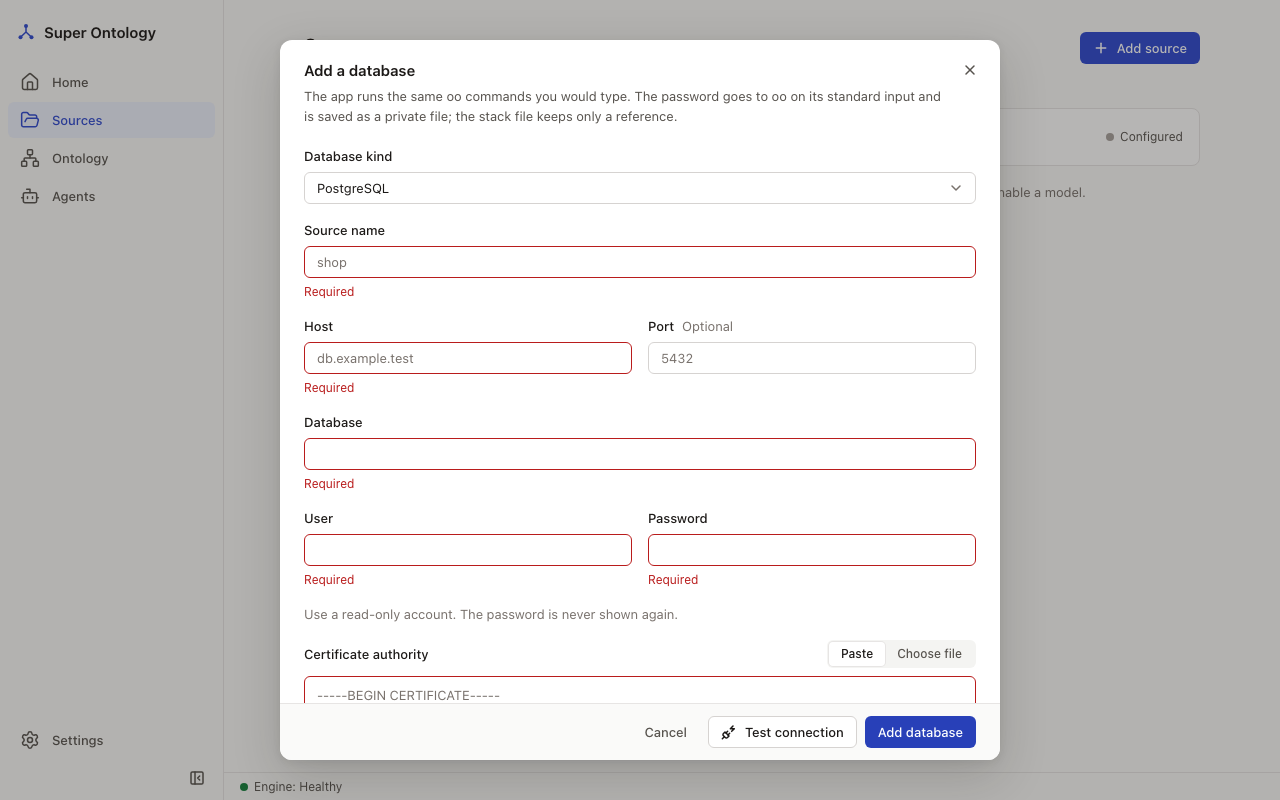 Super Ontology
Home
Sources
Ontology
Agents
Settings
Add source
Configured
nable a model.
Add a database
The app runs the same oo commands you would type. The password goes to oo on its standard input and
is saved as a private file; the stack file keeps only a reference.
Database kind
PostgreSQL
Source name
shop
Required
Host
Port Optional
db.example.test
5432
Required
Database
Required
User
Password
Required
Required
Use a read-only account. The password is never shown again.
Certificate authority
Paste
Choose file
-----BEGIN CERTIFICATE-----
Cancel
Test connection
Add database
Engine: Healthy